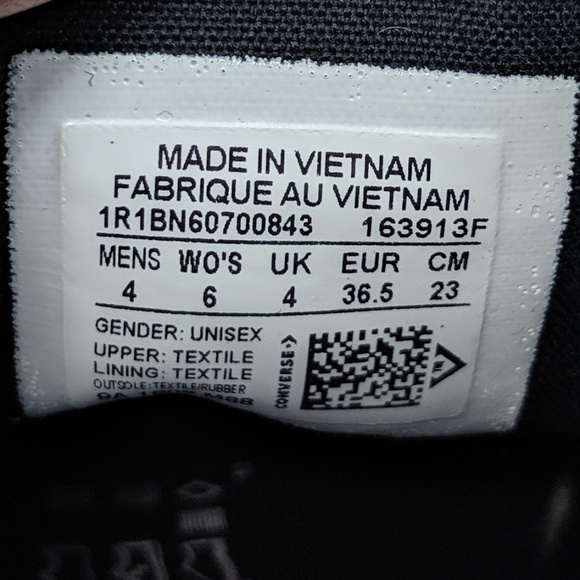 MADE IN VIETNAM
FABRIQUE AU VIETNAM
1R1BN60700843 163913F
MENS WO'S UK EUR CM
4 6 4 36.5 23
GENDER: UNISEX
UPPER: TEXTILE
LINING: TEXTILE
OUTSOLE: TEXTILE/RUBBER
CONVERSE